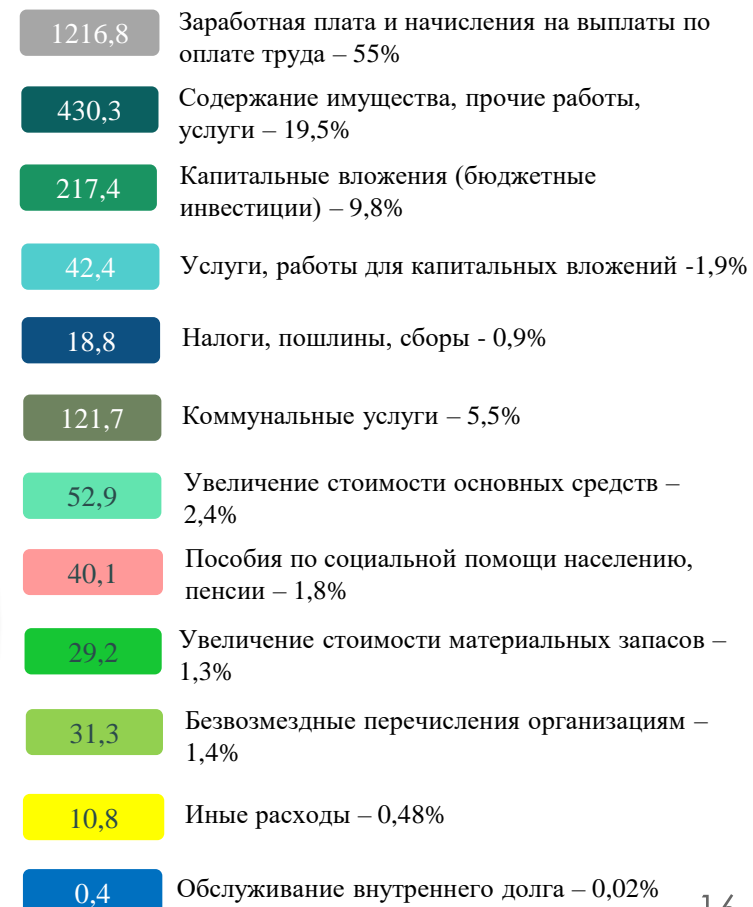 1216,8
Заработная плата и начисления на выплаты по
оплате труда – 55%
430,3
Содержание имущества, прочие работы,
услуги – 19,5%
217,4
Капитальные вложения (бюджетные
инвестиции) – 9,8%
42,4
Услуги, работы для капитальных вложений -1,9%
18,8
Налоги, пошлины, сборы - 0,9%
121,7
Коммунальные услуги – 5,5%
52,9
Увеличение стоимости основных средств –
2,4%
40,1
Пособия по социальной помощи населению,
пенсии – 1,8%
29,2
Увеличение стоимости материальных запасов –
1,3%
31,3
Безвозмездные перечисления организациям –
1,4%
10,8
Иные расходы – 0,48%
0,4
Обслуживание внутреннего долга – 0,02%